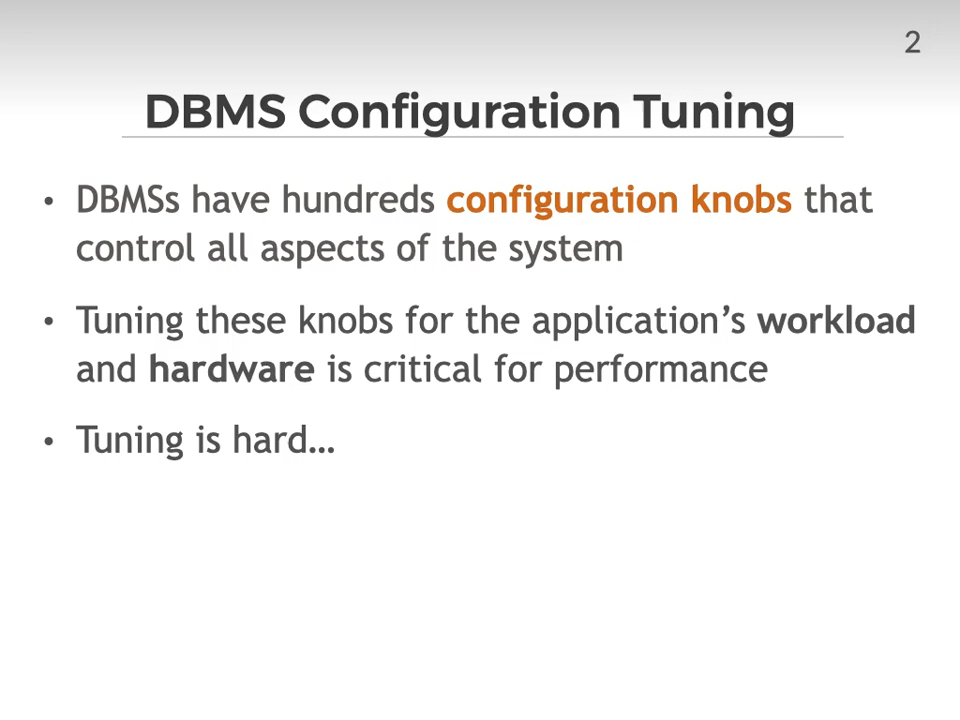 2
DBMS Configuration Tuning
• DBMSs have hundreds configuration knobs that
control all aspects of the system
• Tuning these knobs for the application’s workload
and hardware is critical for performance
• Tuning is hard…